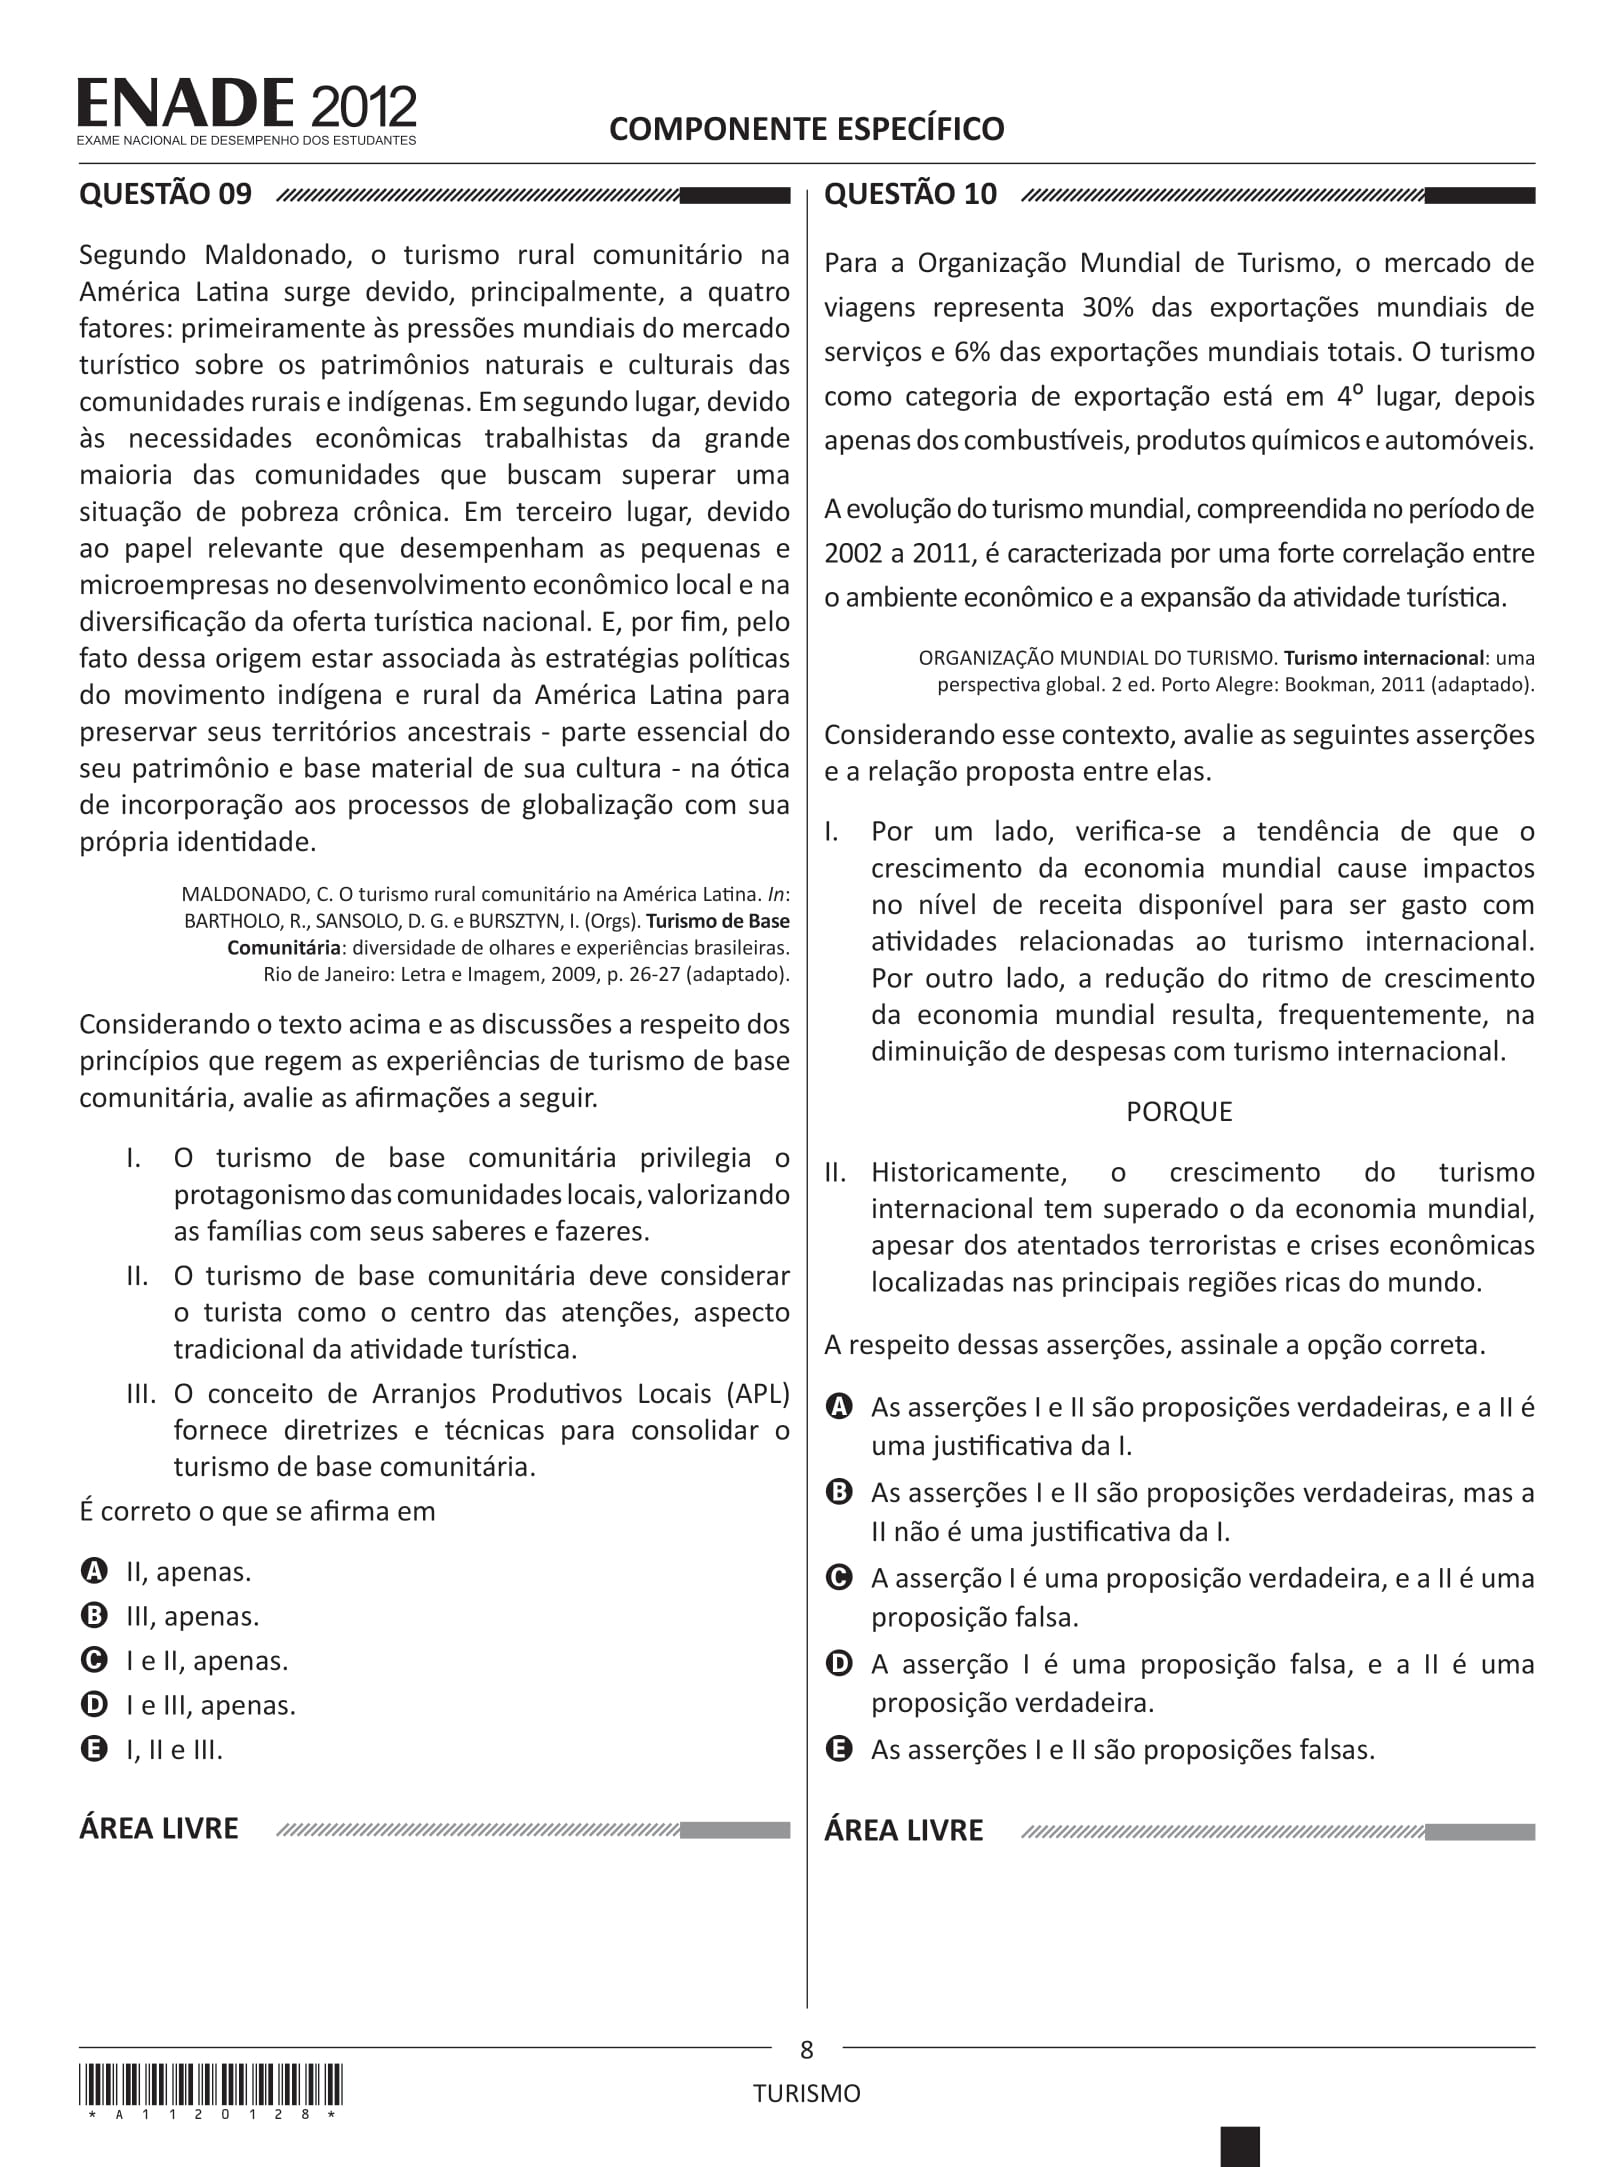 ENADE 2012
EXAME NACIONAL DE DESEMPENHO DOS ESTUDANTES
COMPONENTE ESPECÍFICO
QUESTÃO 09
Segundo Maldonado, o turismo rural comunitário na
América Latina surge devido, principalmente, a quatro
fatores: primeiramente às pressões mundiais do mercado
turístico sobre os patrimônios naturais e culturais das
comunidades rurais e indígenas. Em segundo lugar, devido
às necessidades econômicas trabalhistas da grande
maioria das comunidades que buscam superar uma
situação de pobreza crônica. Em terceiro lugar, devido
ao papel relevante que desempenham as pequenas e
microempresas no desenvolvimento econômico local e na
diversificação da oferta turística nacional. E, por fim, pelo
fato dessa origem estar associada às estratégias políticas
do movimento indígena e rural da América Latina para
preservar seus territórios ancestrais - parte essencial do
seu patrimônio e base material de sua cultura - na ótica
de incorporação aos processos de globalização com sua
própria identidade.
MALDONADO, C. O turismo rural comunitário na América Latina. In:
BARTHOLO, R., SANSOLO, D. G. e BURSZTYN, I. (Orgs). Turismo de Base
Comunitária: diversidade de olhares e experiências brasileiras.
Rio de Janeiro: Letra e Imagem, 2009, p. 26-27 (adaptado).
Considerando o texto acima e as discussões a respeito dos
princípios que regem as experiências de turismo de base
comunitária, avalie as afirmações a seguir.
I. O turismo de base comunitária privilegia o
protagonismo das comunidades locais, valorizando
as famílias com seus saberes e fazeres.
II. O turismo de base comunitária deve considerar
o turista como o centro das atenções, aspecto
tradicional da atividade turística.
III. O conceito de Arranjos Produtivos Locais (APL)
fornece diretrizes e técnicas para consolidar o
turismo de base comunitária.
É correto o que se afirma em
A II, apenas.
B III, apenas.
C I e II, apenas.
D I e III, apenas.
E I, II e III.
ÁREA LIVRE
QUESTÃO 10
Para a Organização Mundial de Turismo, o mercado de
viagens representa 30% das exportações mundiais de
serviços e 6% das exportações mundiais totais. O turismo
como categoria de exportação está em 4º lugar, depois
apenas dos combustíveis, produtos químicos e automóveis.
A evolução do turismo mundial, compreendida no período de
2002 a 2011, é caracterizada por uma forte correlação entre
o ambiente econômico e a expansão da atividade turística.
ORGANIZAÇÃO MUNDIAL DO TURISMO. Turismo internacional: uma
perspectiva global. 2 ed. Porto Alegre: Bookman, 2011 (adaptado).
Considerando esse contexto, avalie as seguintes asserções
e a relação proposta entre elas.
I. Por um lado, verifica-se a tendência de que o
crescimento da economia mundial cause impactos
no nível de receita disponível para ser gasto com
atividades relacionadas ao turismo internacional.
Por outro lado, a redução do ritmo de crescimento
da economia mundial resulta, frequentemente, na
diminuição de despesas com turismo internacional.
PORQUE
II. Historicamente, o crescimento do turismo
internacional tem superado o da economia mundial,
apesar dos atentados terroristas e crises econômicas
localizadas nas principais regiões ricas do mundo.
A respeito dessas asserções, assinale a opção correta.
A As asserções I e II são proposições verdadeiras, e a II é
uma justificativa da I.
B As asserções I e II são proposições verdadeiras, mas a
II não é uma justificativa da I.
C A asserção I é uma proposição verdadeira, e a II é uma
proposição falsa.
D A asserção I é uma proposição falsa, e a II é uma
proposição verdadeira.
E As asserções I e II são proposições falsas.
ÁREA LIVRE
8
TURISMO
* A 1 1 2 0 1 2 8 *